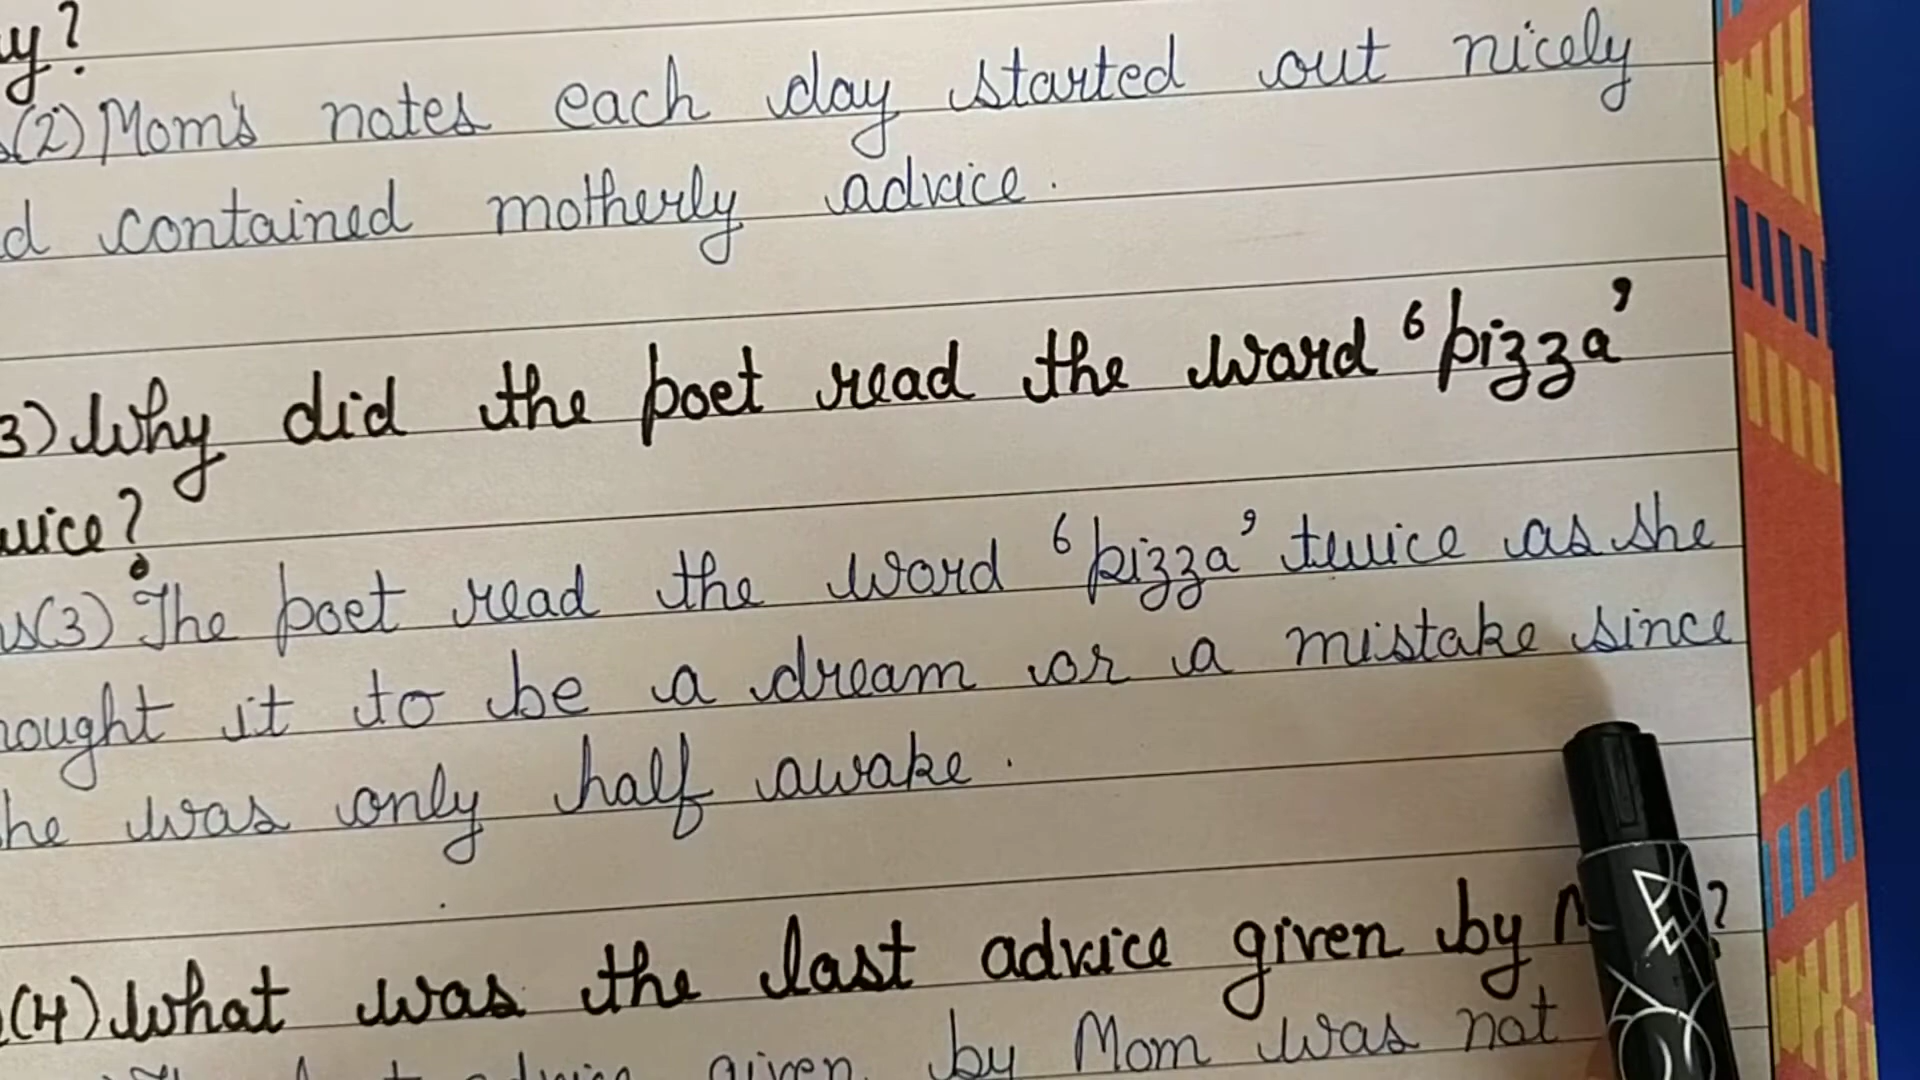 y?
(2) Mom's notes each day started out nicely
d contained motherly advice.
3) Why did the poet read the word 'pizza'
wice?
s(3) The poet read the word 'pizza' twice as she
hought it to be a dream or a mistake since
he was only half awake.
(4) What was the last advice given by M ?
given by Mom was not